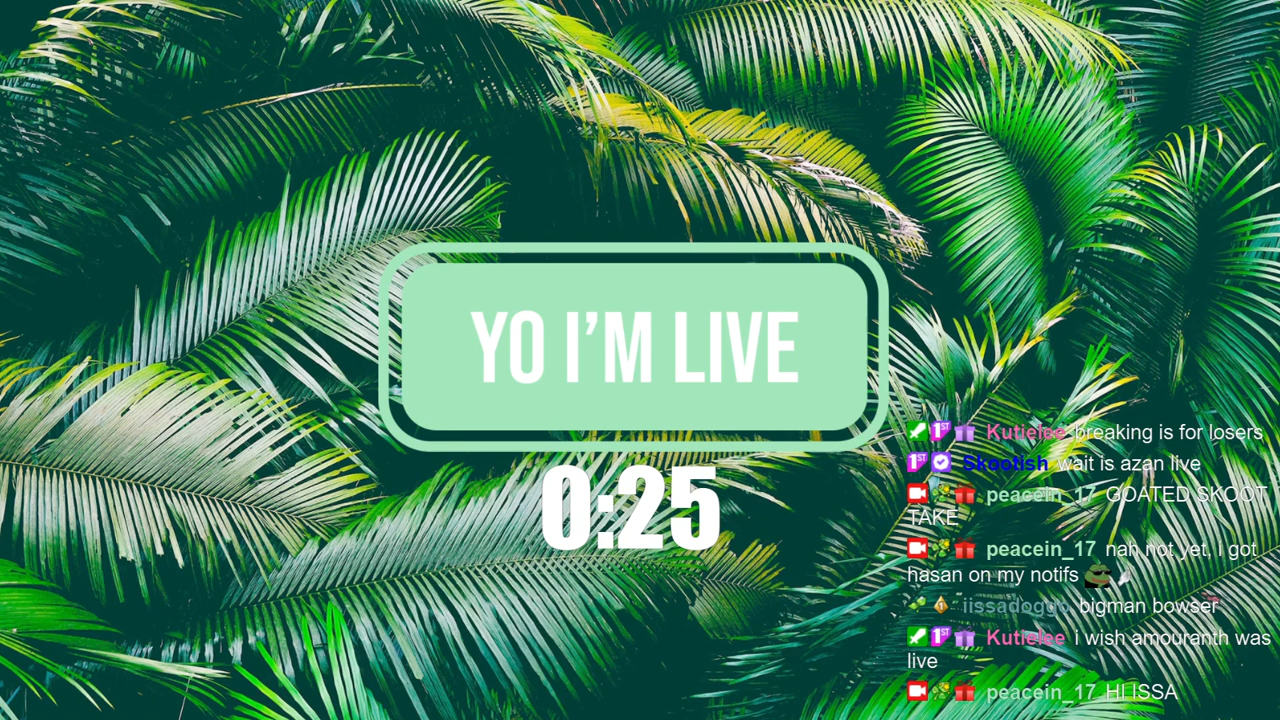 YO I'M LIVE
0:25
Kutielee breaking is for losers
Skootish wait is azan live
peacein_17 GOATED SKOOT
TAKE
peacein_17 nah not yet. i got
hasan on my notifs
iissadoggo bigman bowser
Kutielee i wish amouranth was
live
peacein_17 HI ISSA